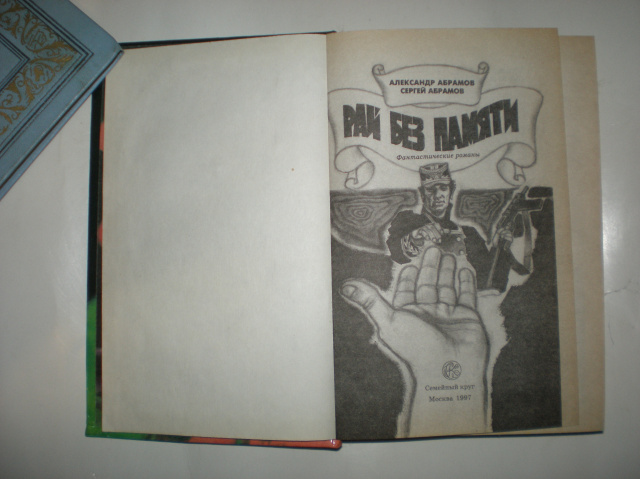 АЛЕКСАНДР АБРАМОВ
СЕРГЕЙ АБРАМОВ
РАЙ БЕЗ ПАМЯТИ
Фантастические романы
Семейный круг
Москва 1997